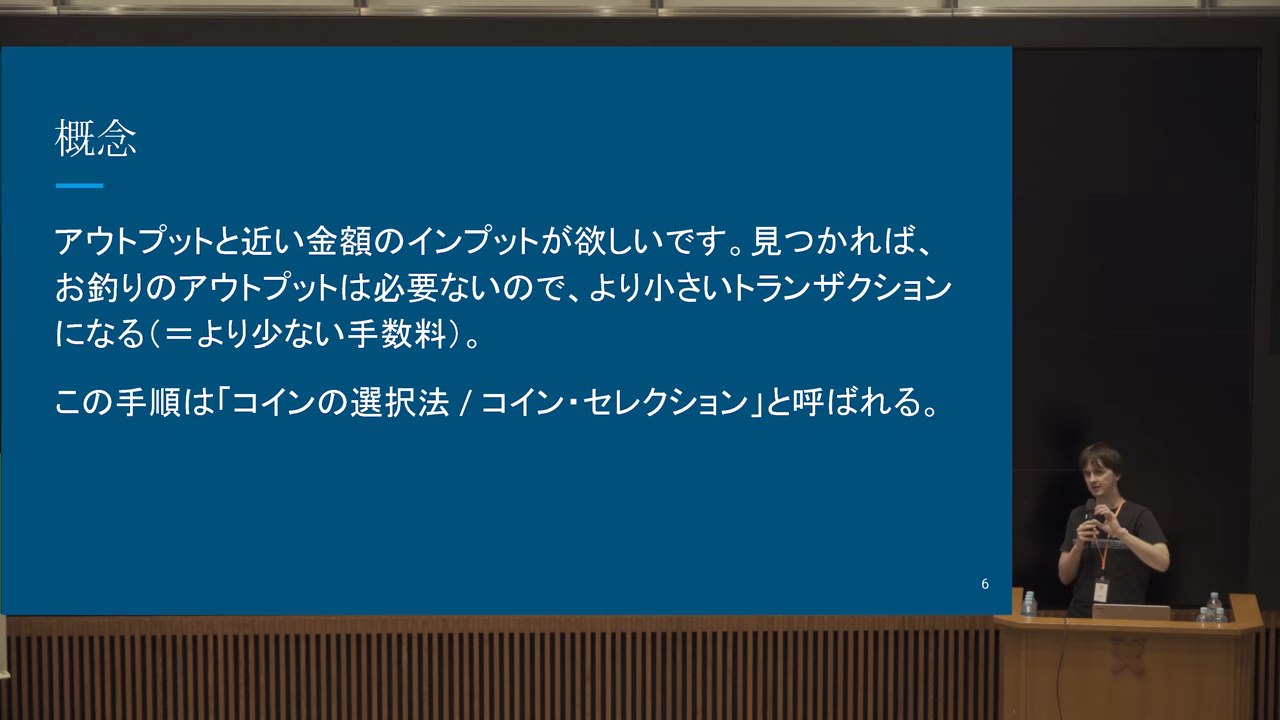 概念
アウトプットと近い金額のインプットが欲しいです。見つかれば、
お釣りのアウトプットは必要ないので、より小さいトランザクション
になる（＝より少ない手数料）。
この手順は「コインの選択法 / コイン・セレクション」と呼ばれる。
6